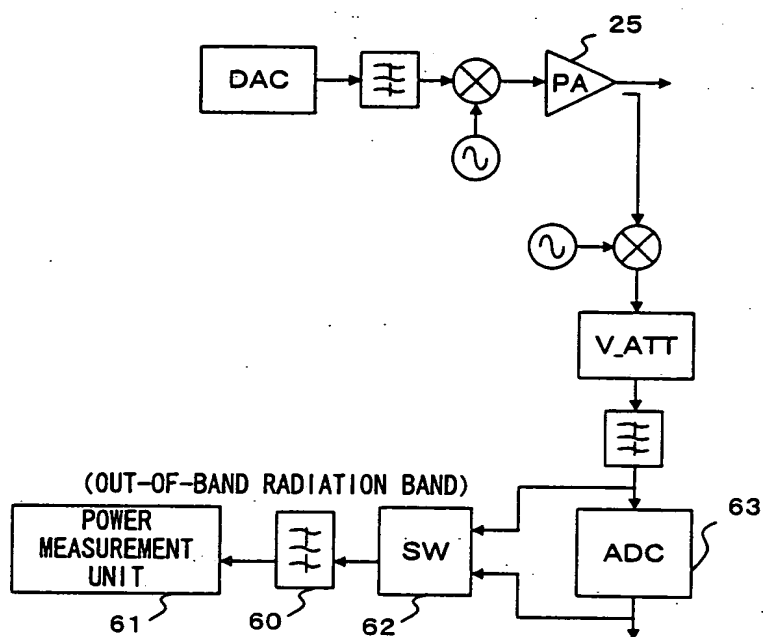 25
DAC
PA
V_ATT
(OUT-OF-BAND RADIATION BAND)
POWER
MEASUREMENT
UNIT
SW
ADC
63
61
60
62